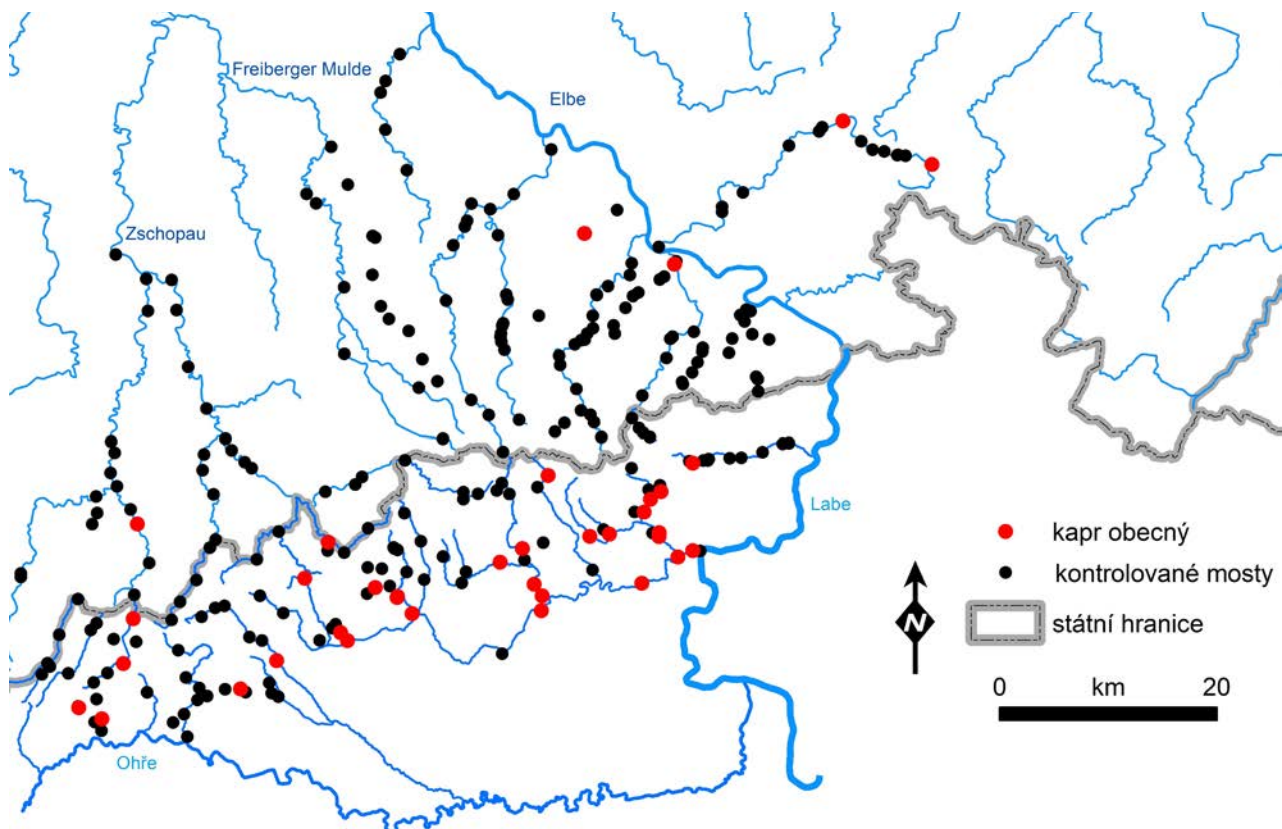 Freiberger Mulde
Elbe
Zschopau
Labe
kapr obecný
kontrolované mosty
N
státní hranice
0 km 20
Ohře